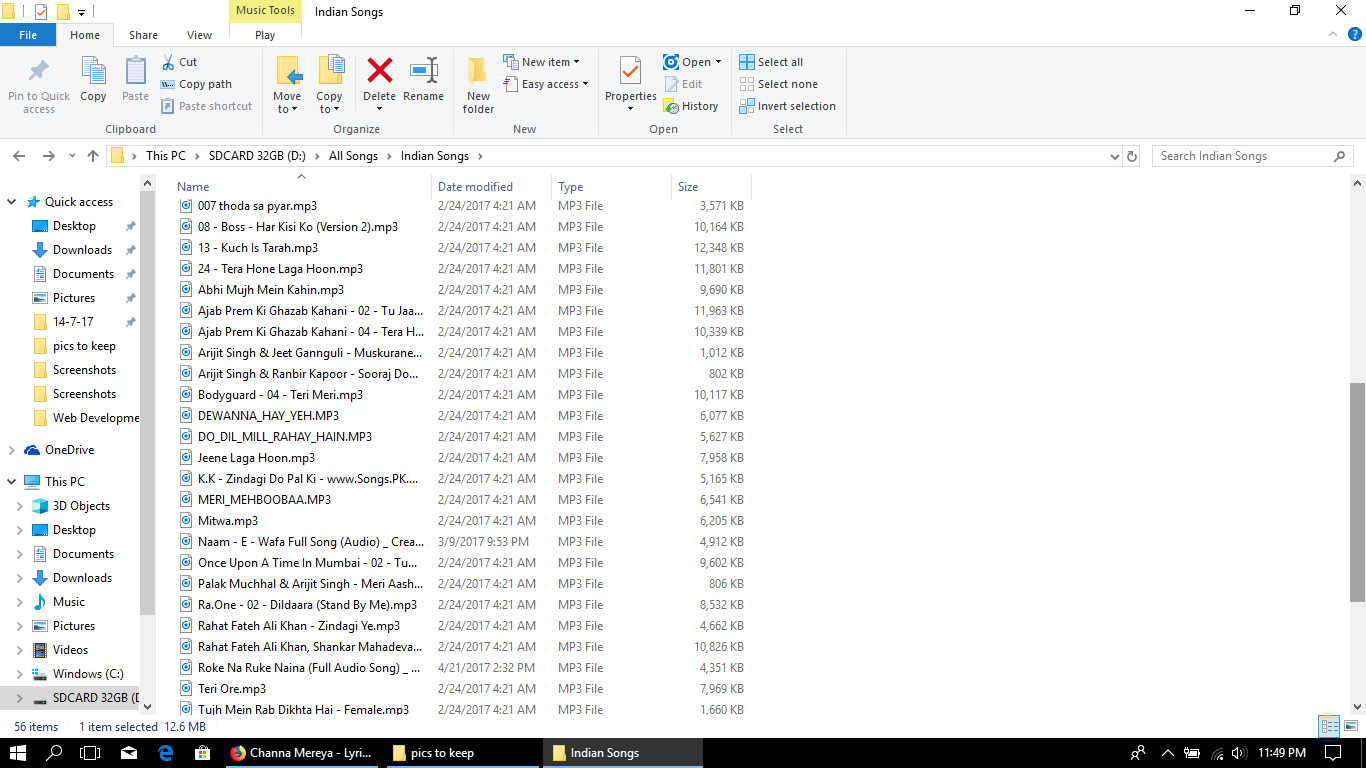 Music Tools Indian Songs
File Home Share View Play
Pin to Quick access Copy Paste Cut Copy path Paste shortcut
Clipboard
Move to Copy to Delete Rename
Organize
New folder New item Easy access
New
Properties Open Edit History
Open
Select all Select none Invert selection
Select
This PC > SDCARD 32GB (D:) > All Songs > Indian Songs > Search Indian Songs
Quick access
Desktop
Downloads
Documents
Pictures
14-7-17
pics to keep
Screenshots
Screenshots
Web Developme
OneDrive
This PC
3D Objects
Desktop
Documents
Downloads
Music
Pictures
Videos
Windows (C:)
SDCARD 32GB (D
Name Date modified Type Size
007 thoda sa pyar.mp3 2/24/2017 4:21 AM MP3 File 3,571 KB
08 - Boss - Har Kisi Ko (Version 2).mp3 2/24/2017 4:21 AM MP3 File 10,164 KB
13 - Kuch Is Tarah.mp3 2/24/2017 4:21 AM MP3 File 12,348 KB
24 - Tera Hone Laga Hoon.mp3 2/24/2017 4:21 AM MP3 File 11,801 KB
Abhi Mujh Mein Kahin.mp3 2/24/2017 4:21 AM MP3 File 9,690 KB
Ajab Prem Ki Ghazab Kahani - 02 - Tu Jaa... 2/24/2017 4:21 AM MP3 File 11,963 KB
Ajab Prem Ki Ghazab Kahani - 04 - Tera H... 2/24/2017 4:21 AM MP3 File 10,339 KB
Arijit Singh & Jeet Gannguli - Muskurane... 2/24/2017 4:21 AM MP3 File 1,012 KB
Arijit Singh & Ranbir Kapoor - Sooraj Do... 2/24/2017 4:21 AM MP3 File 802 KB
Bodyguard - 04 - Teri Meri.mp3 2/24/2017 4:21 AM MP3 File 10,117 KB
DEWANNA_HAY_YEH.MP3 2/24/2017 4:21 AM MP3 File 6,077 KB
DO_DIL_MILL_RAHAY_HAIN.MP3 2/24/2017 4:21 AM MP3 File 5,627 KB
Jeene Laga Hoon.mp3 2/24/2017 4:21 AM MP3 File 7,958 KB
K.K - Zindagi Do Pal Ki - www.Songs.PK.... 2/24/2017 4:21 AM MP3 File 5,165 KB
MERI_MEHBOOBAA.MP3 2/24/2017 4:21 AM MP3 File 6,541 KB
Mitwa.mp3 2/24/2017 4:21 AM MP3 File 6,205 KB
Naam - E - Wafa Full Song (Audio) _ Crea... 3/9/2017 9:53 PM MP3 File 4,912 KB
Once Upon A Time In Mumbai - 02 - Tu... 2/24/2017 4:21 AM MP3 File 9,602 KB
Palak Muchhal & Arijit Singh - Meri Aash... 2/24/2017 4:21 AM MP3 File 806 KB
Ra.One - 02 - Dildaara (Stand By Me).mp3 2/24/2017 4:21 AM MP3 File 8,532 KB
Rahat Fateh Ali Khan - Zindagi Ye.mp3 2/24/2017 4:21 AM MP3 File 4,662 KB
Rahat Fateh Ali Khan, Shankar Mahadeva... 2/24/2017 4:21 AM MP3 File 10,826 KB
Roke Na Ruke Naina (Full Audio Song) _ ... 4/21/2017 2:32 PM MP3 File 4,351 KB
Teri Ore.mp3 2/24/2017 4:21 AM MP3 File 7,969 KB
Tujh Mein Rab Dikhta Hai - Female.mp3 2/24/2017 4:21 AM MP3 File 1,660 KB
56 items 1 item selected 12.6 MB
Channa Mereya - Lyri... pics to keep Indian Songs 11:49 PM